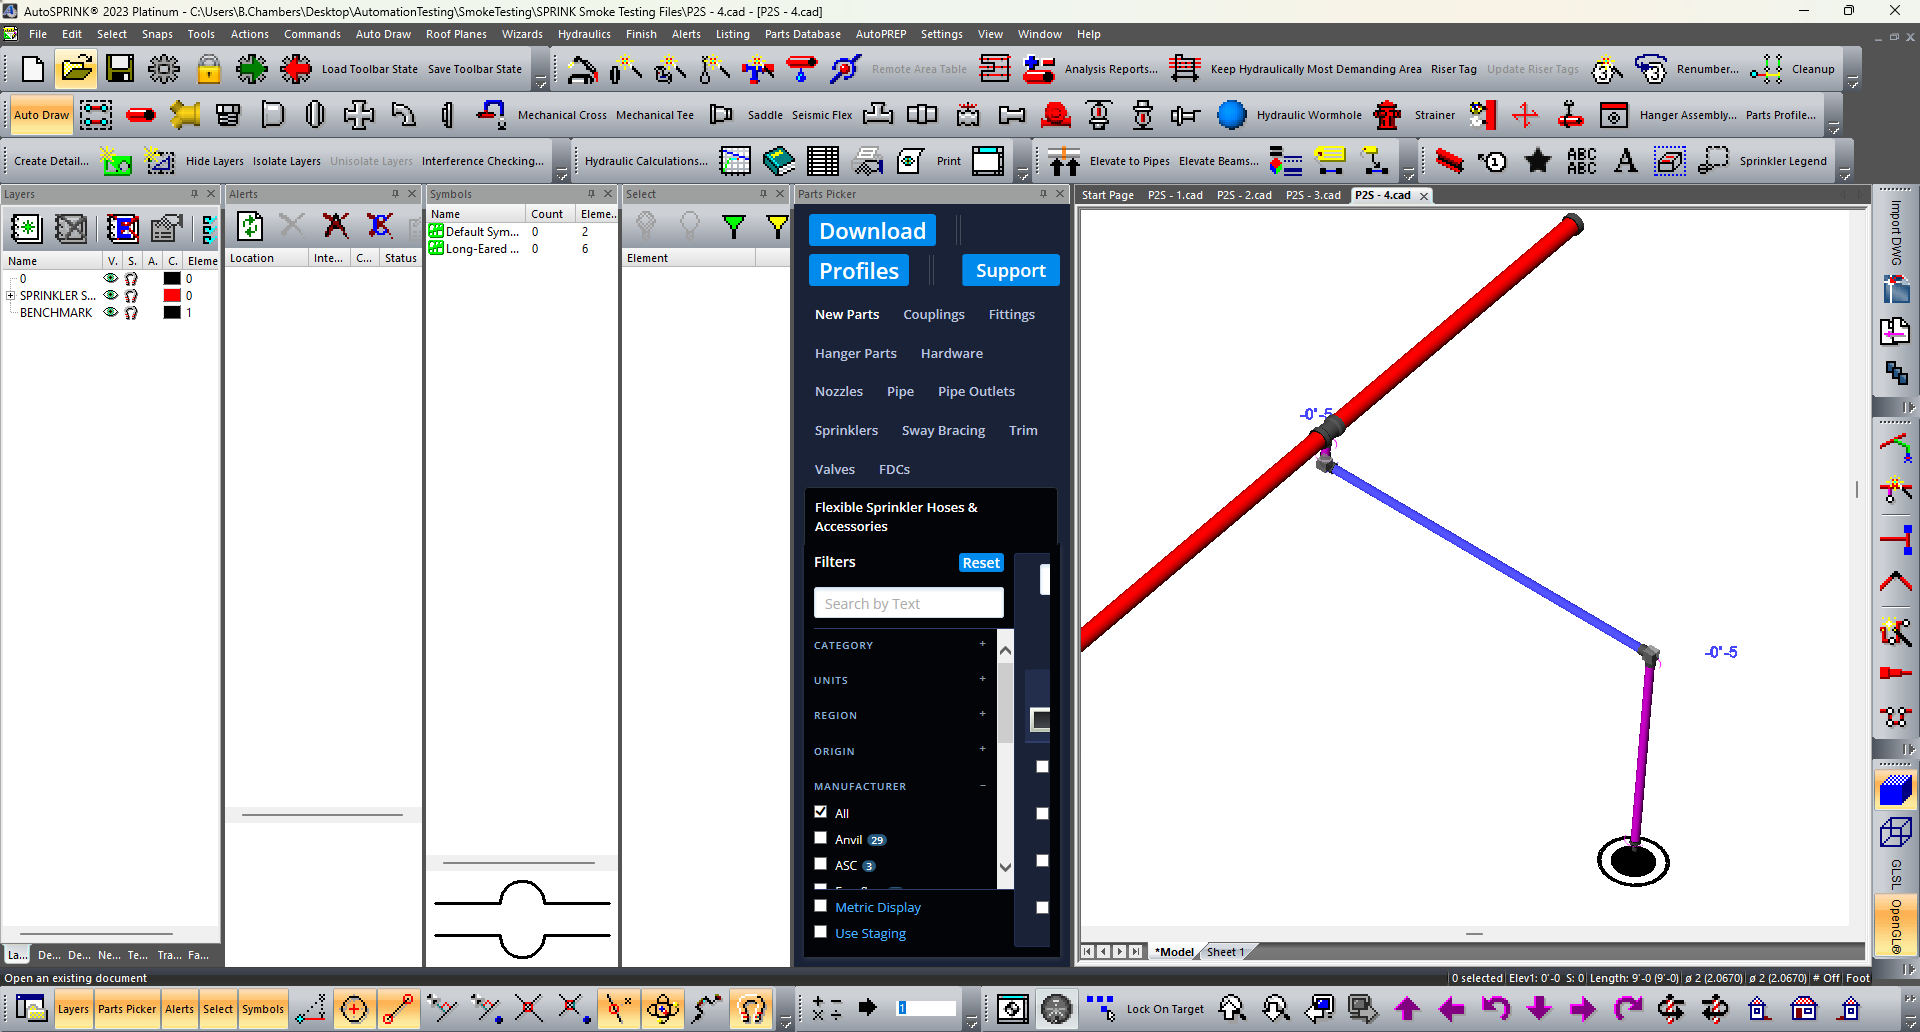 AutoSPRINK® 2023 Platinum - C:\Users\B.Chambers\Desktop\AutomationTesting\SmokeTesting\SPRINK Smoke Testing Files\P2S - 4.cad - [P2S - 4.cad]
File Edit Select Snaps Tools Actions Commands Auto Draw Roof Planes Wizards Hydraulics Finish Alerts Listing Parts Database AutoPREP Settings View Window Help
Load Toolbar State Save Toolbar State Remote Area Table Analysis Reports... Keep Hydraulically Most Demanding Area Riser Tag Update Riser Tags Renumber... Cleanup
Auto Draw Mechanical Cross Mechanical Tee Saddle Seismic Flex Hydraulic Wormhole Strainer Hanger Assembly... Parts Profile...
Create Detail... Hide Layers Isolate Layers Unisolate Layers Interference Checking... Hydraulic Calculations... Print Elevate to Pipes Elevate Beams... ABC ABC A Sprinkler Legend
Layers Alerts Symbols Select Parts Picker Start Page P2S - 1.cad P2S - 2.cad P2S - 3.cad P2S - 4.cad
Name V. S. A. C. Eleme
0 0
SPRINKLER S... 0
BENCHMARK 1
Location Inte... C... Status
Name Count Eleme..
Default Sym... 0 2
Long-Eared ... 0 6
Element
Download
Profiles Support
New Parts Couplings Fittings
Hanger Parts Hardware
Nozzles Pipe Pipe Outlets
Sprinklers Sway Bracing Trim
Valves FDCs
Flexible Sprinkler Hoses &
Accessories
Filters Reset
Search by Text
CATEGORY +
UNITS +
REGION +
ORIGIN +
MANUFACTURER −
All
Anvil 29
ASC 3
Metric Display
Use Staging
-0'-5
-0'-5
Import DWG
GLSL
OpenGL®
La... De... De... Ne... Te... Tra... Fa...
*Model Sheet 1
Open an existing document
0 selected Elev1: 0'-0 S: 0 Length: 9'-0 (9'-0) ø 2 (2.0670) ø 2 (2.0670) # Off Foot
Layers Parts Picker Alerts Select Symbols 1 Lock On Target